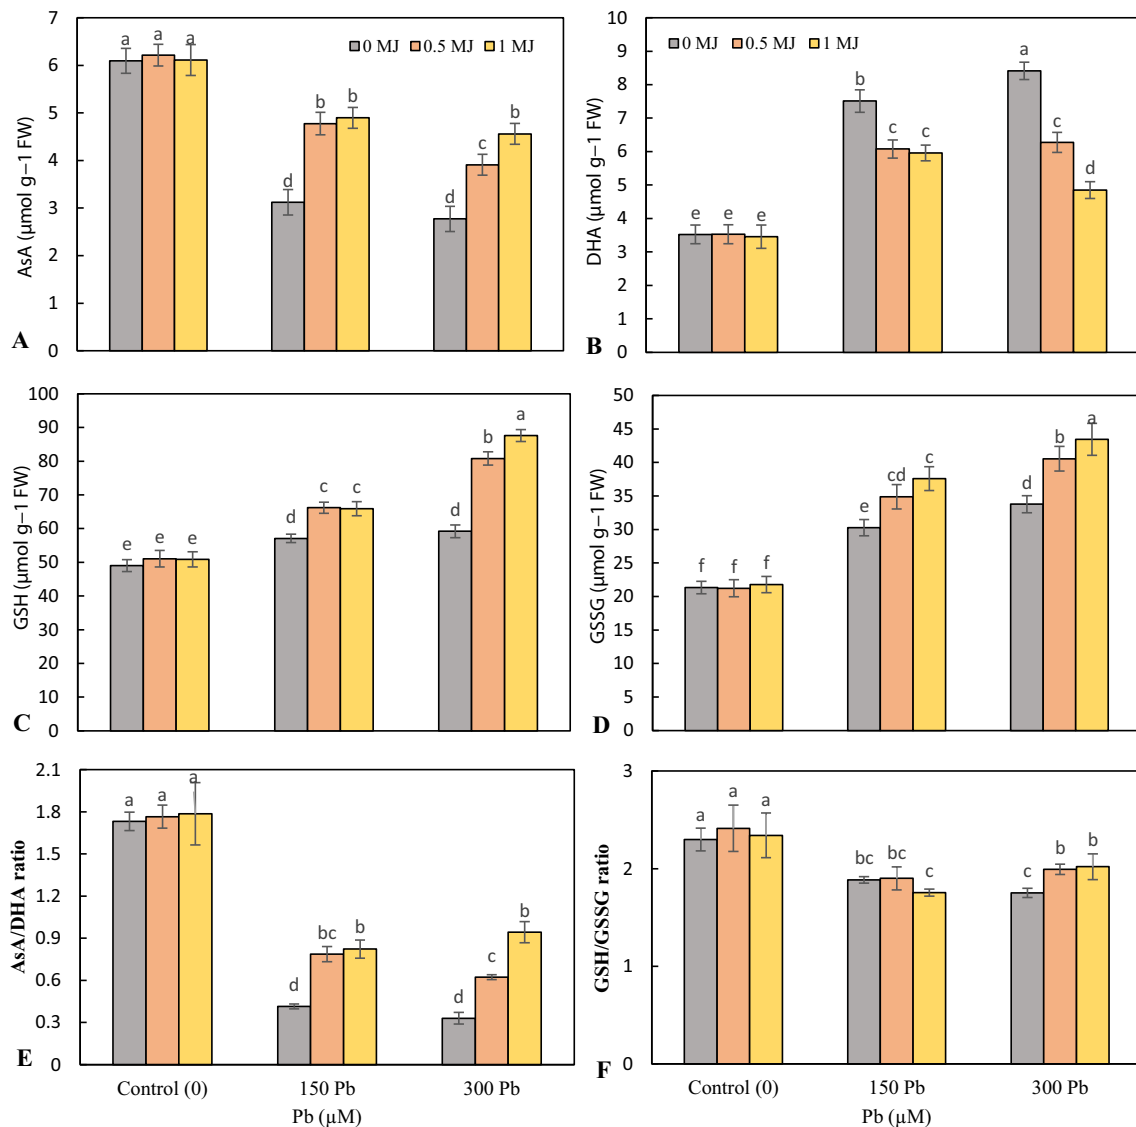 7
6
5
4
3
2
1
0
AsA (µmol g−1 FW)
A
0 MJ 0.5 MJ 1 MJ
a a a
d b b
d c b
10
9
8
7
6
5
4
3
2
1
0
DHA (µmol g−1 FW)
B
0 MJ 0.5 MJ 1 MJ
e e e
b c c
a c d
100
90
80
70
60
50
40
30
20
10
0
GSH (µmol g−1 FW)
C
e e e
d c c
d b a
50
45
40
35
30
25
20
15
10
5
0
GSSG (µmol g−1 FW)
D
f f f
e cd c
d b a
2.1
1.8
1.5
1.2
0.9
0.6
0.3
0
AsA/DHA ratio
E
a a a
d bc b
d c b
Control (0) 150 Pb 300 Pb
Pb (µM)
3
2
1
0
GSH/GSSG ratio
F
a a a
bc bc c
c b b
Control (0) 150 Pb 300 Pb
Pb (µM)